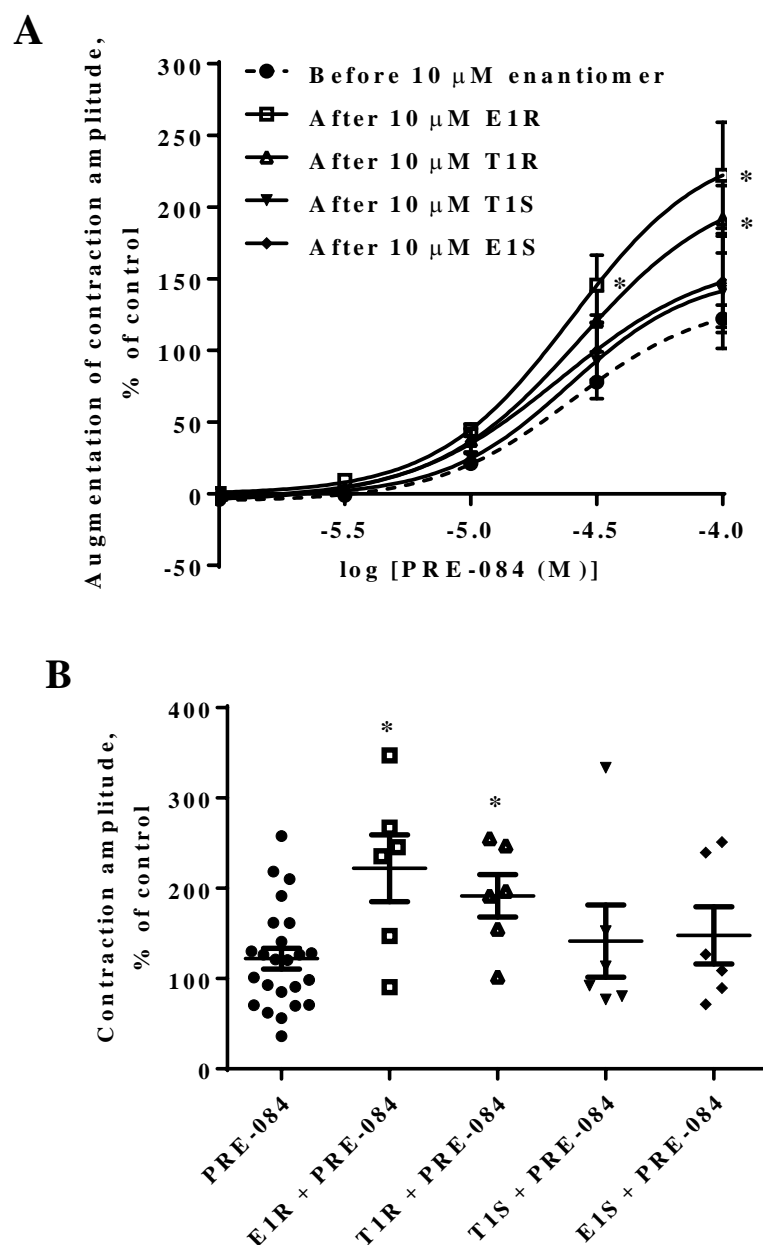 A
Augmentation of contraction amplitude,
% of control
300
250
200
150
100
50
0
-50
Before 10 μM enantiomer
After 10 μM E1R
After 10 μM T1R
After 10 μM T1S
After 10 μM E1S
*
*
*
-5.5
-5.0
-4.5
-4.0
log [PRE-084 (M)]
B
Contraction amplitude,
% of control
400
300
200
100
0
*
*
PRE-084
E1R + PRE-084
T1R + PRE-084
T1S + PRE-084
E1S + PRE-084